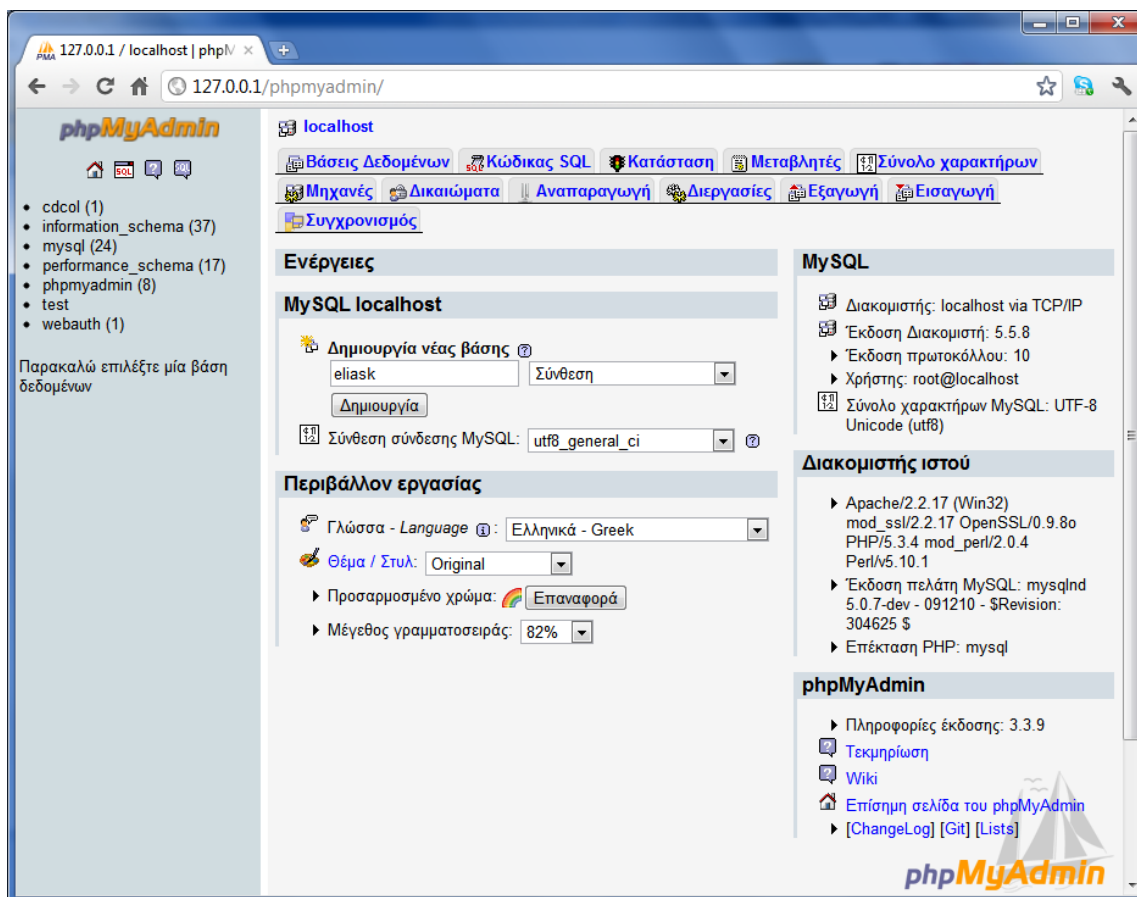 127.0.0.1 / localhost | phpM
127.0.0.1/phpmyadmin/
phpMyAdmin
cdcol (1)
information_schema (37)
mysql (24)
performance_schema (17)
phpmyadmin (8)
test
webauth (1)
Παρακαλώ επιλέξτε μία βάση
δεδομένων
localhost
Βάσεις Δεδομένων Κώδικας SQL Κατάσταση Μεταβλητές Σύνολο χαρακτήρων
Μηχανές Δικαιώματα Αναπαραγωγή Διεργασίες Εξαγωγή Εισαγωγή
Συγχρονισμός
Ενέργειες
MySQL localhost
Δημιουργία νέας βάσης
eliask Σύνθεση
Δημιουργία
Σύνθεση σύνδεσης MySQL: utf8_general_ci
Περιβάλλον εργασίας
Γλώσσα - Language : Ελληνικά - Greek
Θέμα / Στυλ: Original
Προσαρμοσμένο χρώμα: Επαναφορά
Μέγεθος γραμματοσειράς: 82%
MySQL
Διακομιστής: localhost via TCP/IP
Έκδοση Διακομιστή: 5.5.8
Έκδοση πρωτοκόλλου: 10
Χρήστης: root@localhost
Σύνολο χαρακτήρων MySQL: UTF-8
Unicode (utf8)
Διακομιστής ιστού
Apache/2.2.17 (Win32)
mod_ssl/2.2.17 OpenSSL/0.9.8o
PHP/5.3.4 mod_perl/2.0.4
Perl/v5.10.1
Έκδοση πελάτη MySQL: mysqlnd
5.0.7-dev - 091210 - $Revision:
304625 $
Επέκταση PHP: mysql
phpMyAdmin
Πληροφορίες έκδοσης: 3.3.9
Τεκμηρίωση
Wiki
Επίσημη σελίδα του phpMyAdmin
[ChangeLog] [Git] [Lists]
phpMyAdmin